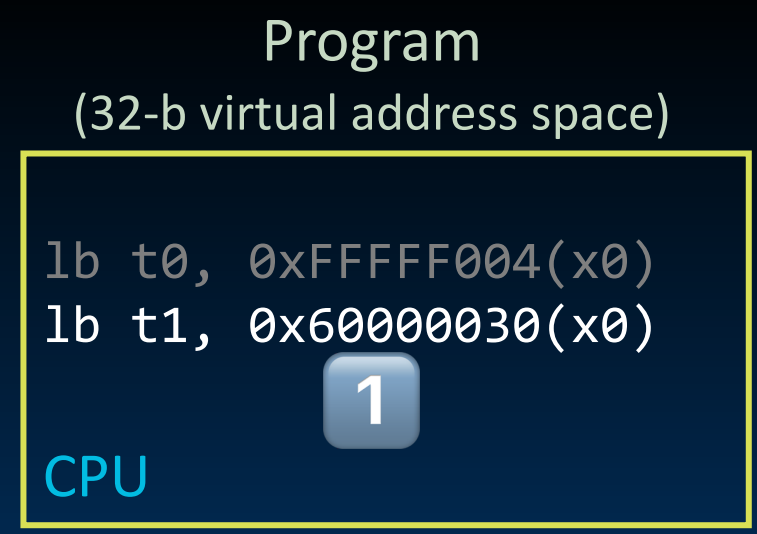 Program
(32-b virtual address space)
lb t0, 0xFFFFF004(x0)
lb t1, 0x60000030(x0)
1
CPU